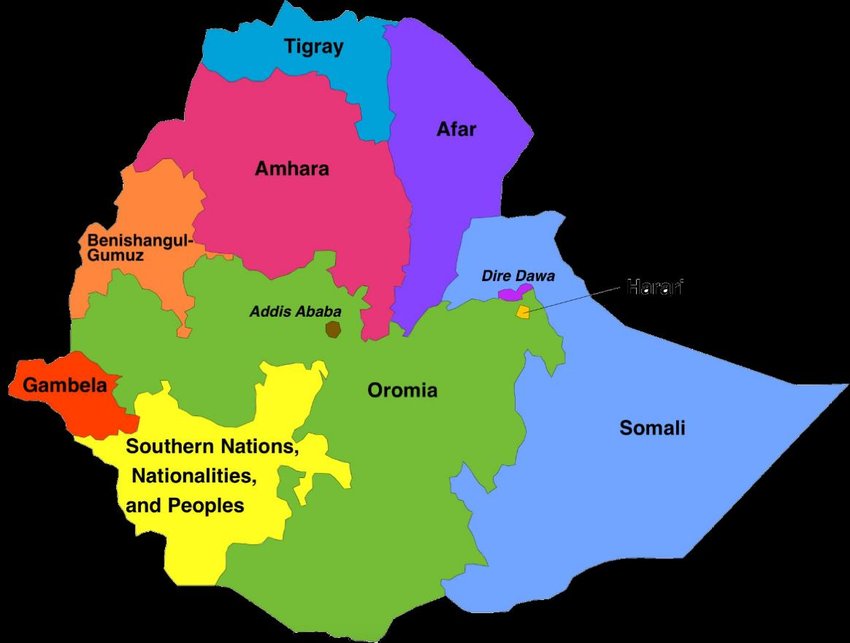 Tigray
Afar
Amhara
Benishangul-
Gumuz
Dire Dawa
Harari
Addis Ababa
Gambela
Oromia
Somali
Southern Nations,
Nationalities,
and Peoples